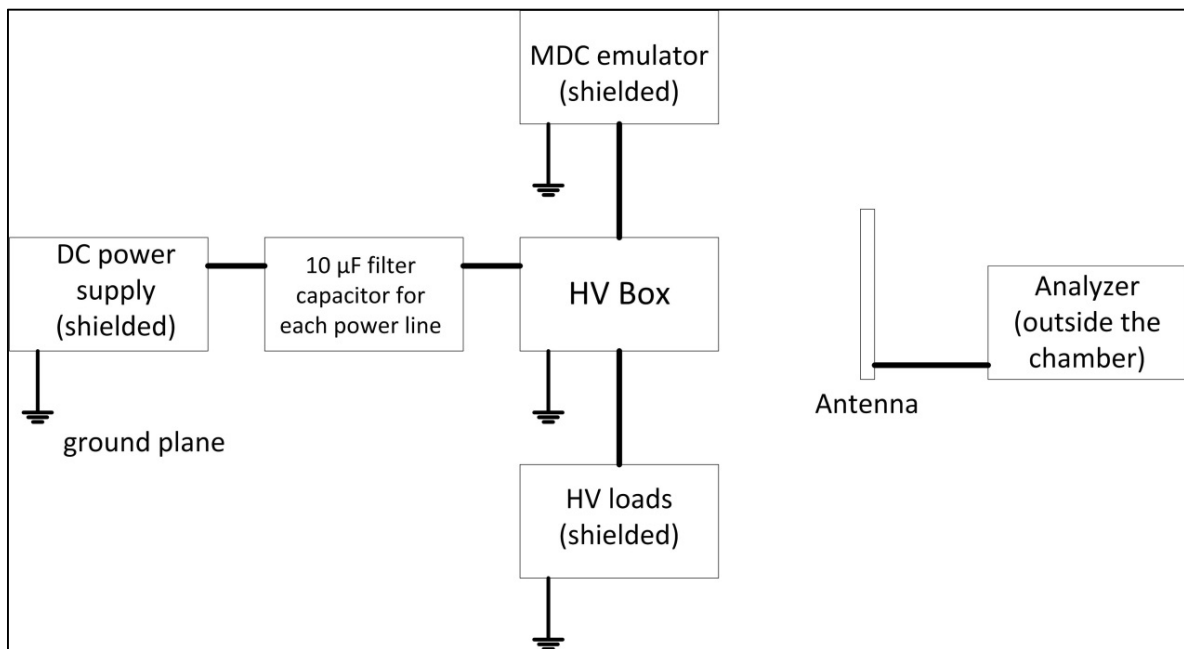 MDC emulator
(shielded)
DC power
supply
(shielded)
10 µF filter
capacitor for
each power line
HV Box
Analyzer
(outside the
chamber)
Antenna
ground plane
HV loads
(shielded)